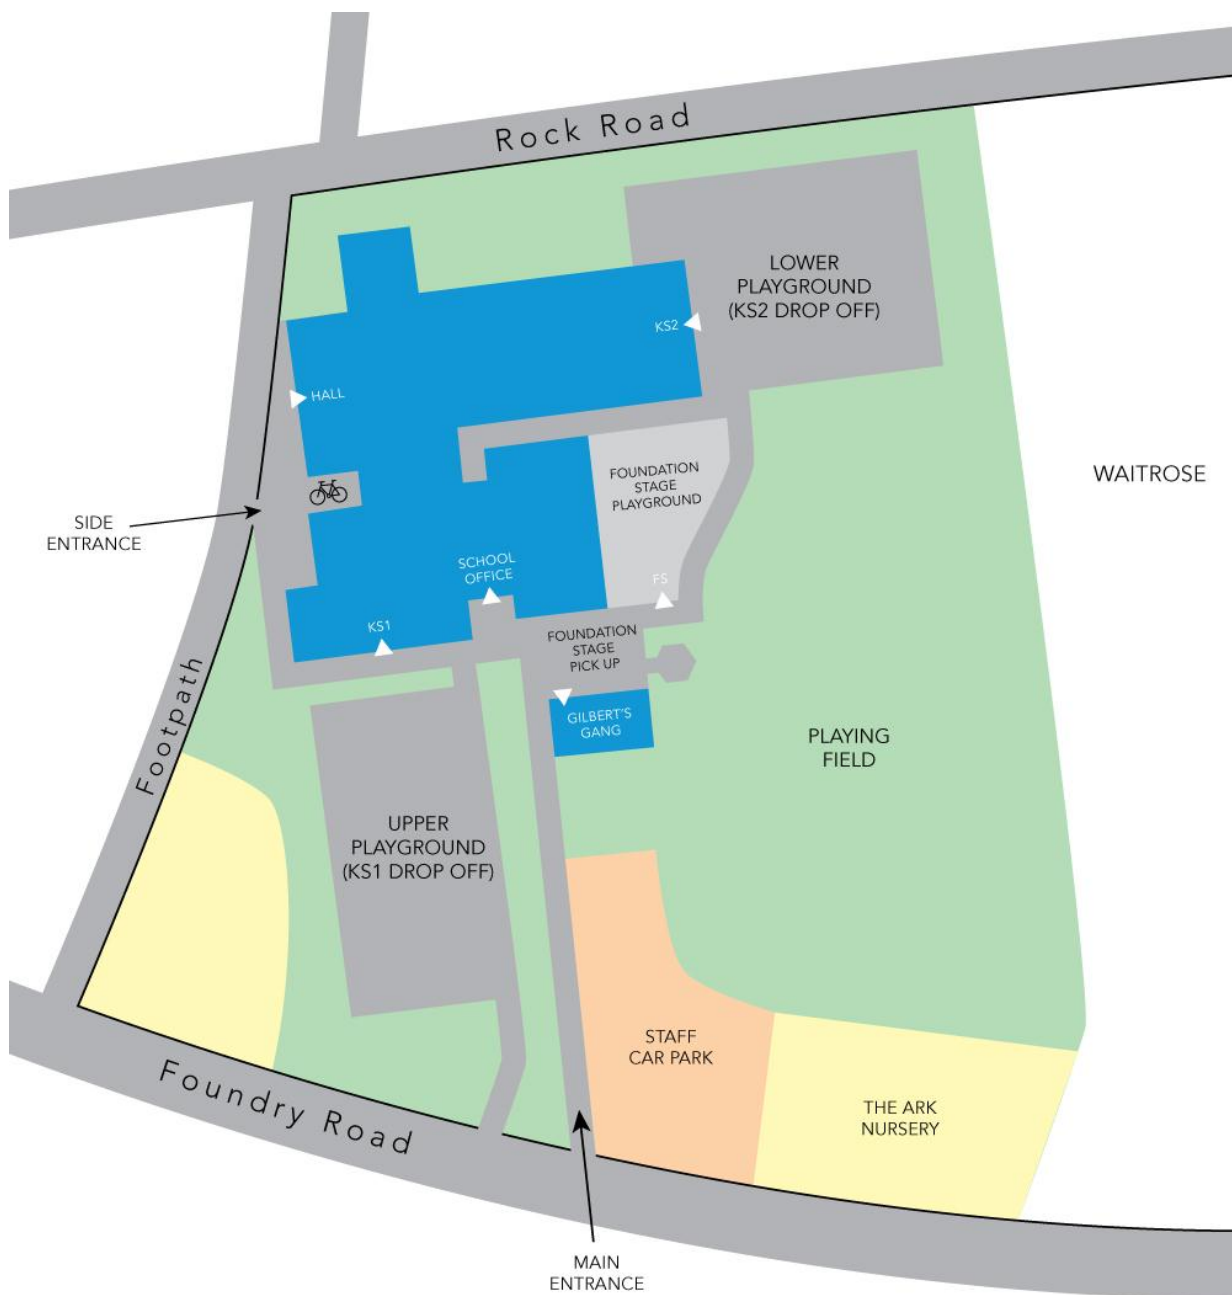 Rock Road
LOWER
PLAYGROUND
(KS2 DROP OFF)
KS2
HALL
FOUNDATION
STAGE
PLAYGROUND
WAITROSE
SIDE
ENTRANCE
SCHOOL
OFFICE
FS
KS1
FOUNDATION
STAGE
PICK UP
GILBERT'S
GANG
Footpath
PLAYING
FIELD
UPPER
PLAYGROUND
(KS1 DROP OFF)
STAFF
CAR PARK
THE ARK
NURSERY
Foundry Road
MAIN
ENTRANCE